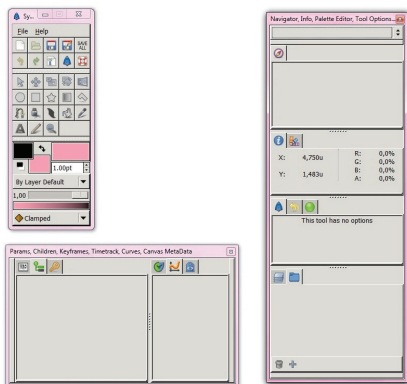 Sy...
File Help
SAVE ALL
1.00pt
By Layer Default
1,00
Clamped
Navigator, Info, Palette Editor, Tool Options...
X: 4,750u
Y: 1,483u
R: 0,0%
G: 0,0%
B: 0,0%
A: 0,0%
This tool has no options
Params, Children, Keyframes, Timetrack, Curves, Canvas MetaData